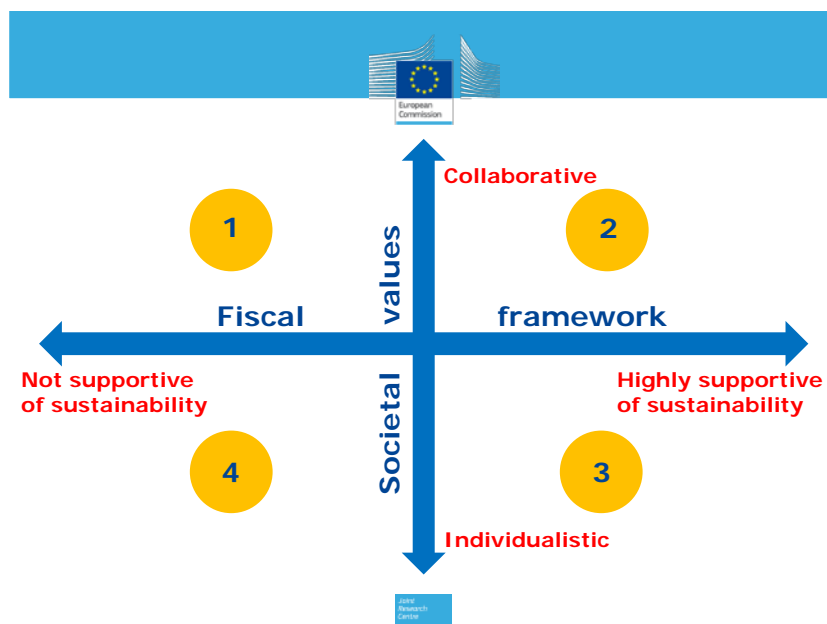 European
Commission
Collaborative
1
2
Societal values
Fiscal framework
Not supportive
of sustainability
Highly supportive
of sustainability
4
3
Individualistic
Joint
Research
Centre